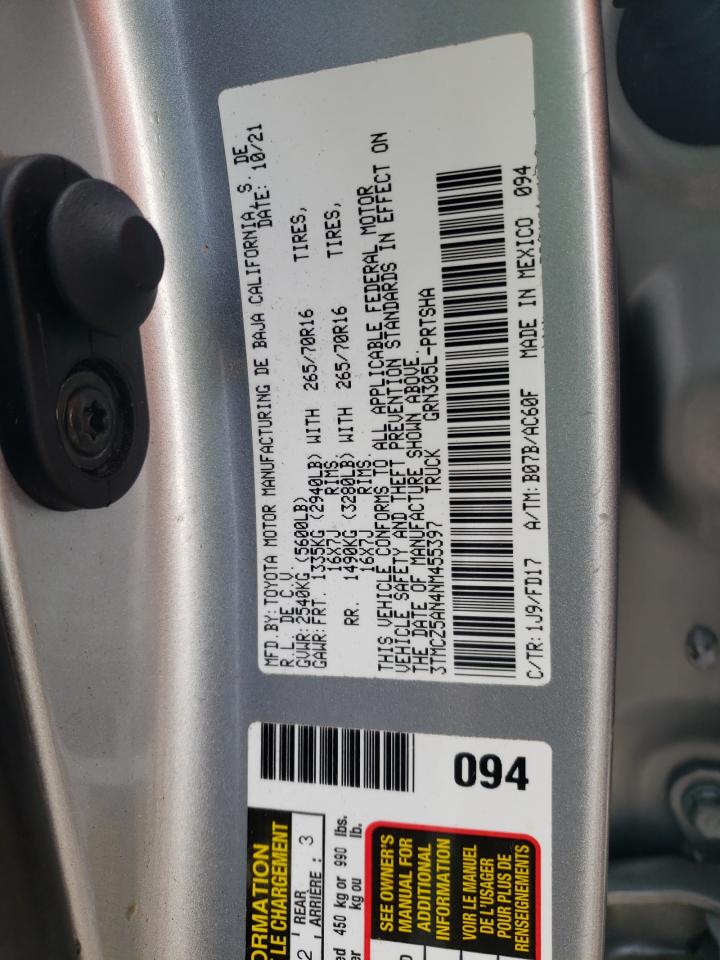 MFD. BY: TOYOTA MOTOR MANUFACTURING DE BAJA CALIFORNIA, S. DE
R. L. DE C.V. DATE: 10/21
GVWR: 2540KG (5600LB)
GAWR: FRT. 1335KG (2940LB) WITH 265/70R16 TIRES,
16X7J RIMS,
RR. 1490KG (3280LB) WITH 265/70R16 TIRES,
16X7J RIMS.
THIS VEHICLE CONFORMS TO ALL APPLICABLE FEDERAL MOTOR
VEHICLE SAFETY AND THEFT PREVENTION STANDARDS IN EFFECT ON
THE DATE OF MANUFACTURE SHOWN ABOVE.
3TMCZ5AN4NM455397 TRUCK GRN305L-PRTSHA
C/TR: 1J9/FD17 A/TM: B07B/AC60F MADE IN MEXICO 094
094
ORMATION
LE CHARGEMENT
2 REAR
ARRIÈRE : 3
450 kg or 990 lbs.
kg ou lb.
SEE OWNER'S
MANUAL FOR
ADDITIONAL
INFORMATION
VOIR LE MANUEL
DE L'USAGER
POUR PLUS DE
RENSEIGNEMENTS